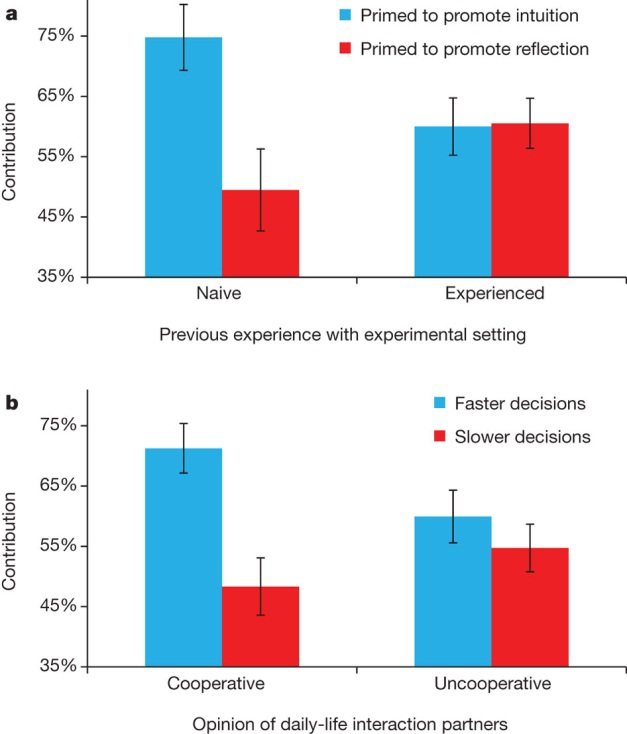 a
75%
65%
55%
45%
35%
Contribution
Primed to promote intuition
Primed to promote reflection
Naive
Experienced
Previous experience with experimental setting
b
75%
65%
55%
45%
35%
Contribution
Faster decisions
Slower decisions
Cooperative
Uncooperative
Opinion of daily-life interaction partners